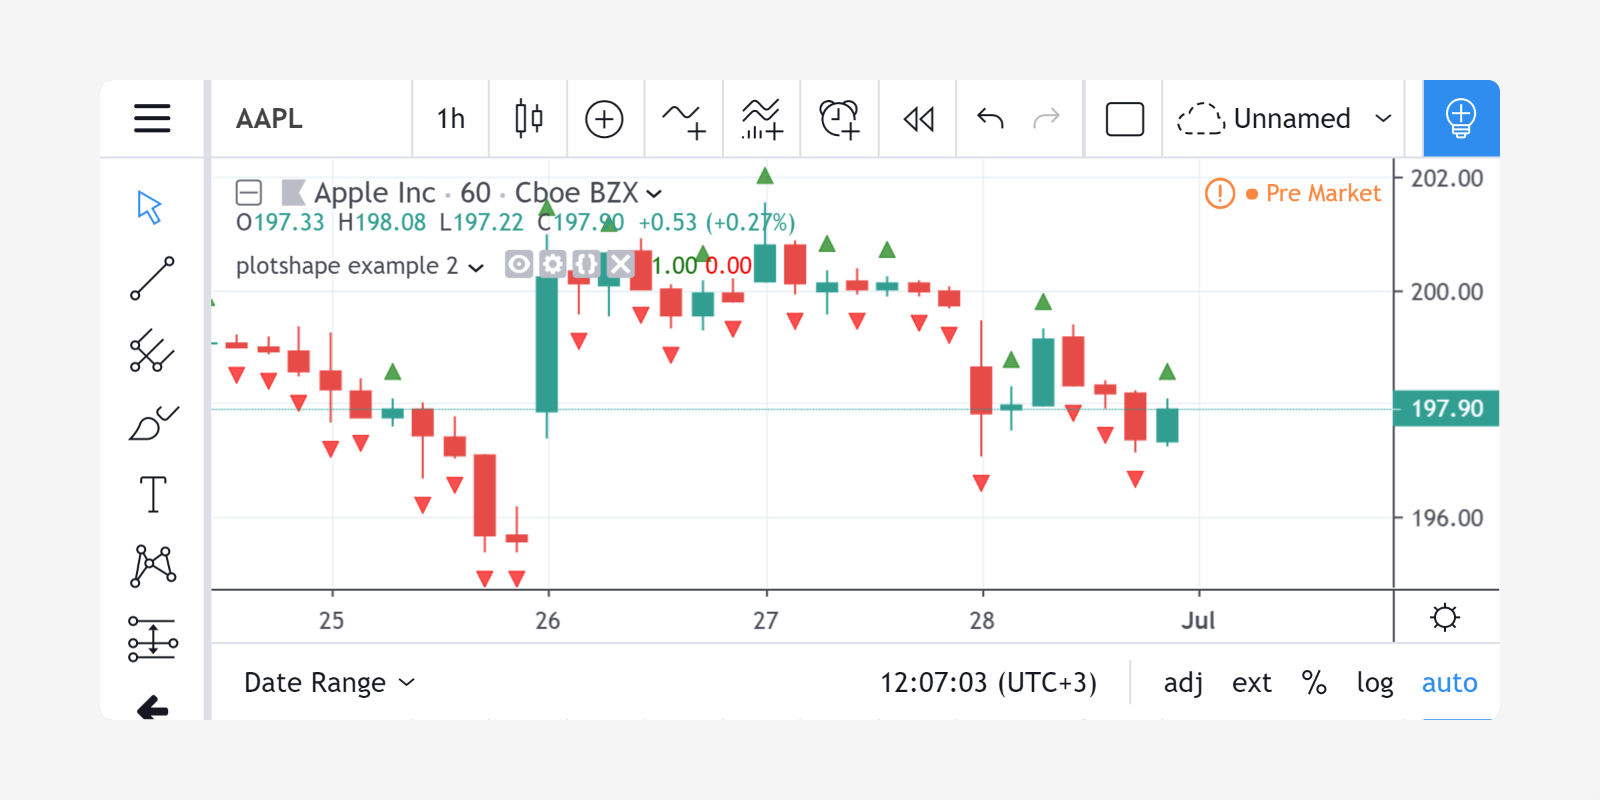 AAPL 1h Unnamed
Apple Inc · 60 · Cboe BZX
Pre Market
O197.33 H198.08 L197.22 C197.90 +0.53 (+0.27%)
plotshape example 2 {} 1.00 0.00
202.00
200.00
197.90
196.00
25 26 27 28 Jul
Date Range 12:07:03 (UTC+3) adj ext % log auto